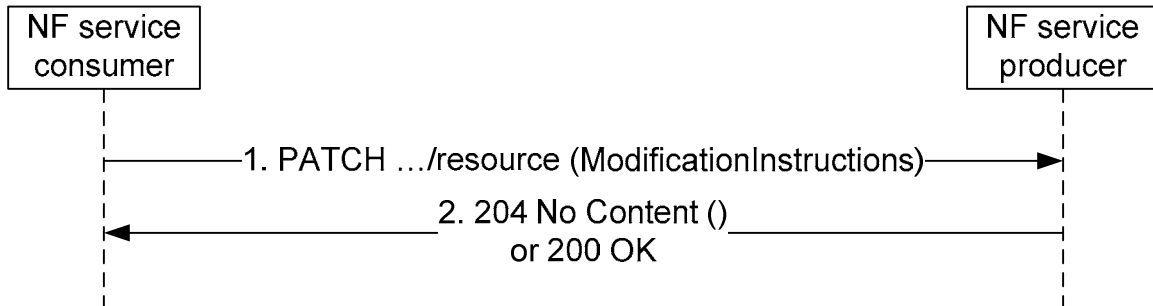 NF service
consumer
NF service
producer
1. PATCH …/resource (ModificationInstructions)
2. 204 No Content ()
or 200 OK